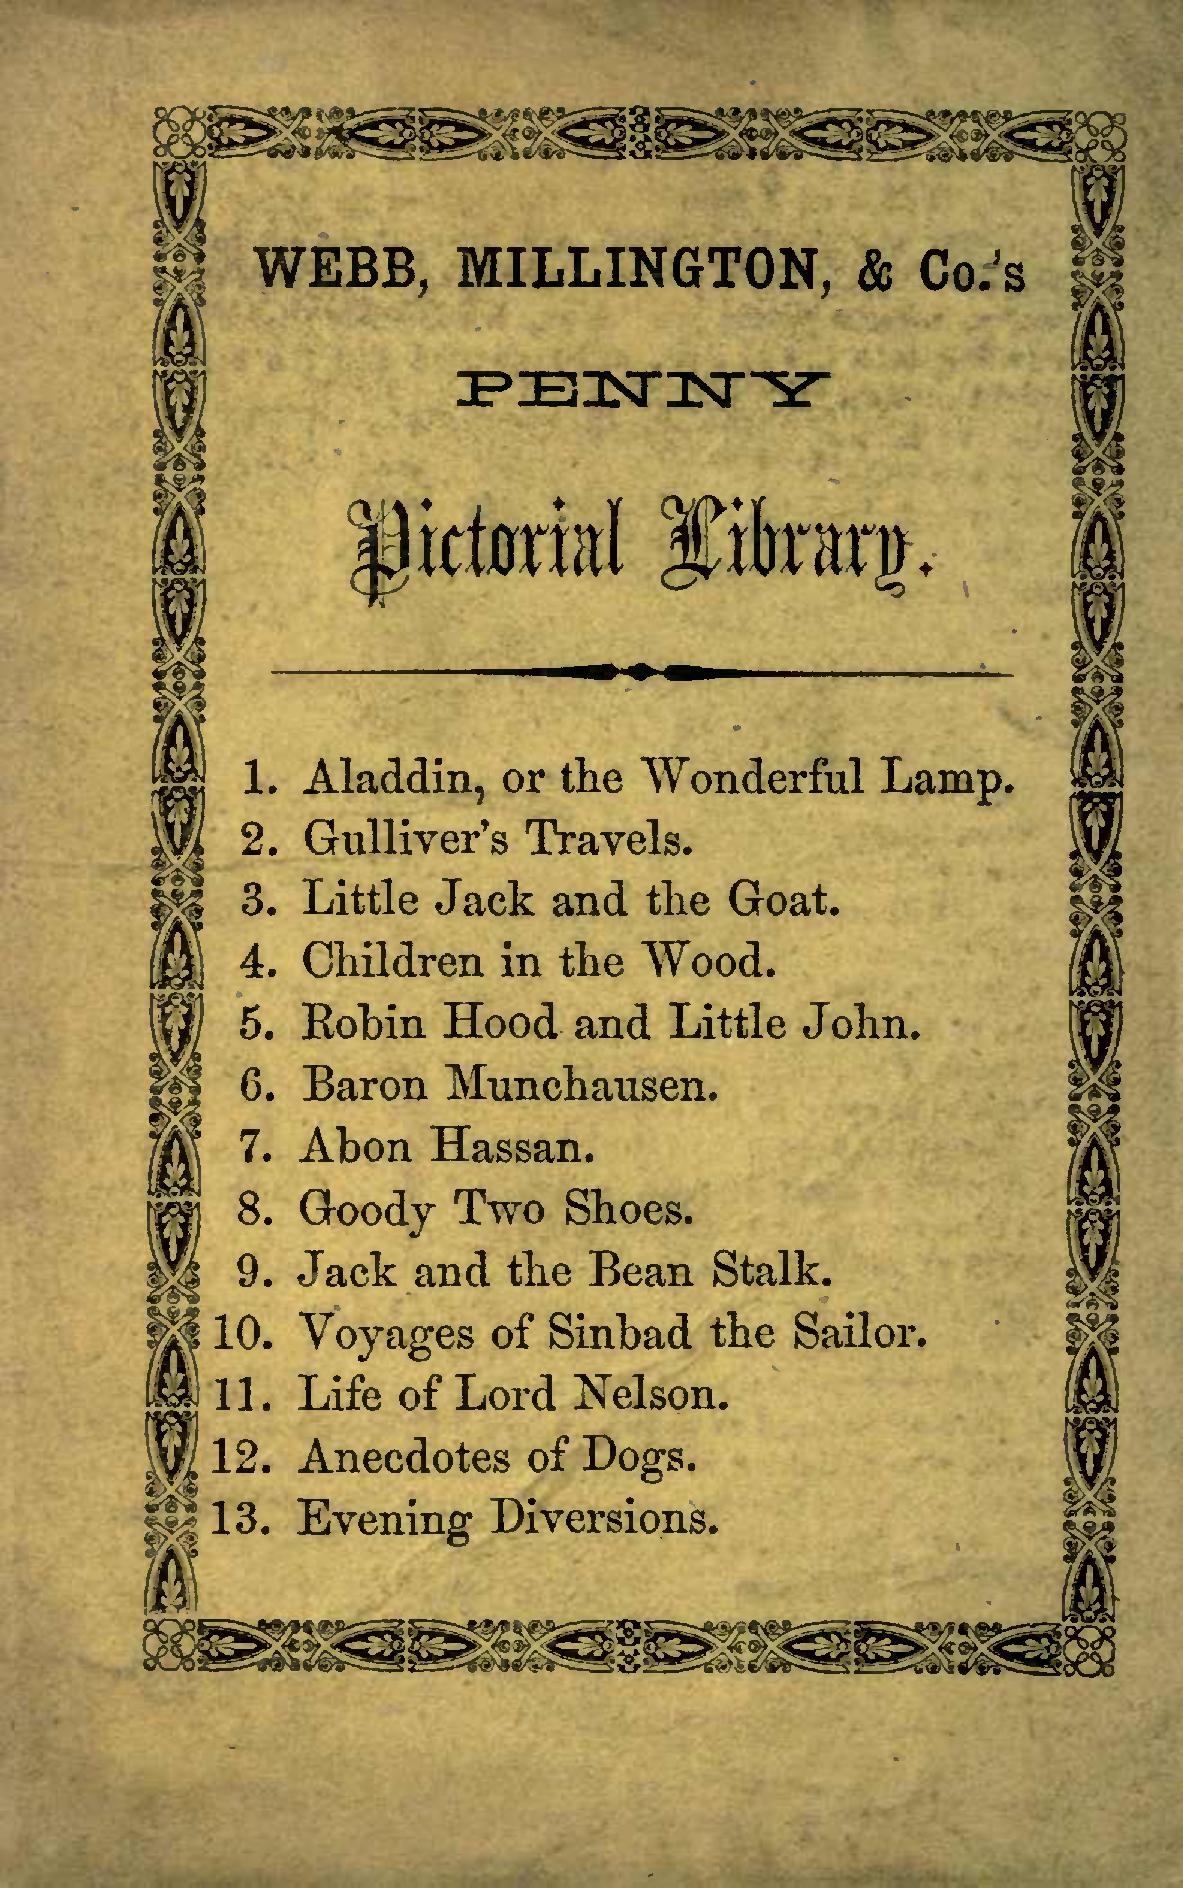 WEBB, MILLINGTON, & Co.'s
PENNY
Pictorial Library.
1. Aladdin, or the Wonderful Lamp.
2. Gulliver's Travels.
3. Little Jack and the Goat.
4. Children in the Wood.
5. Robin Hood and Little John.
6. Baron Munchausen.
7. Abon Hassan.
8. Goody Two Shoes.
9. Jack and the Bean Stalk.
10. Voyages of Sinbad the Sailor.
11. Life of Lord Nelson.
12. Anecdotes of Dogs.
13. Evening Diversions.